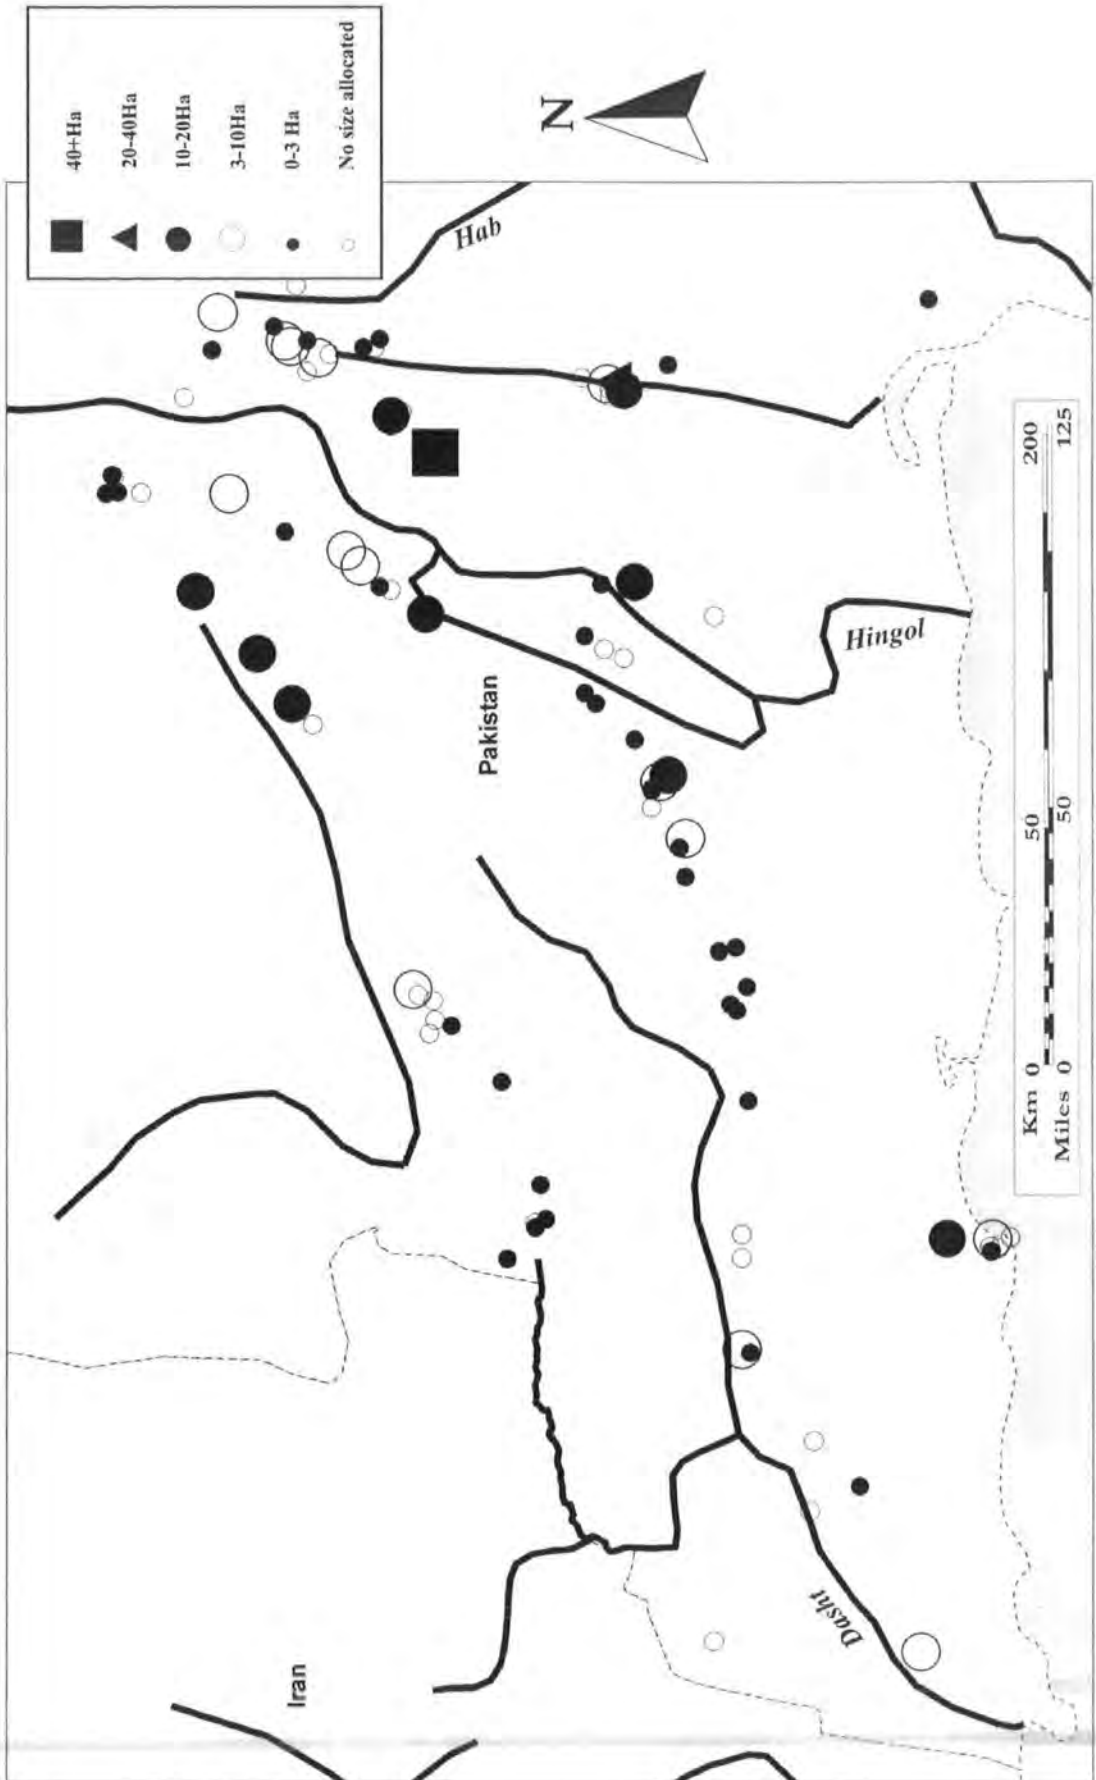 40+Ha
20-40Ha
10-20Ha
3-10Ha
0-3 Ha
No size allocated
N
Hab
Pakistan
Hingol
Iran
Dasht
Km 0 50 200
Miles 0 50 125